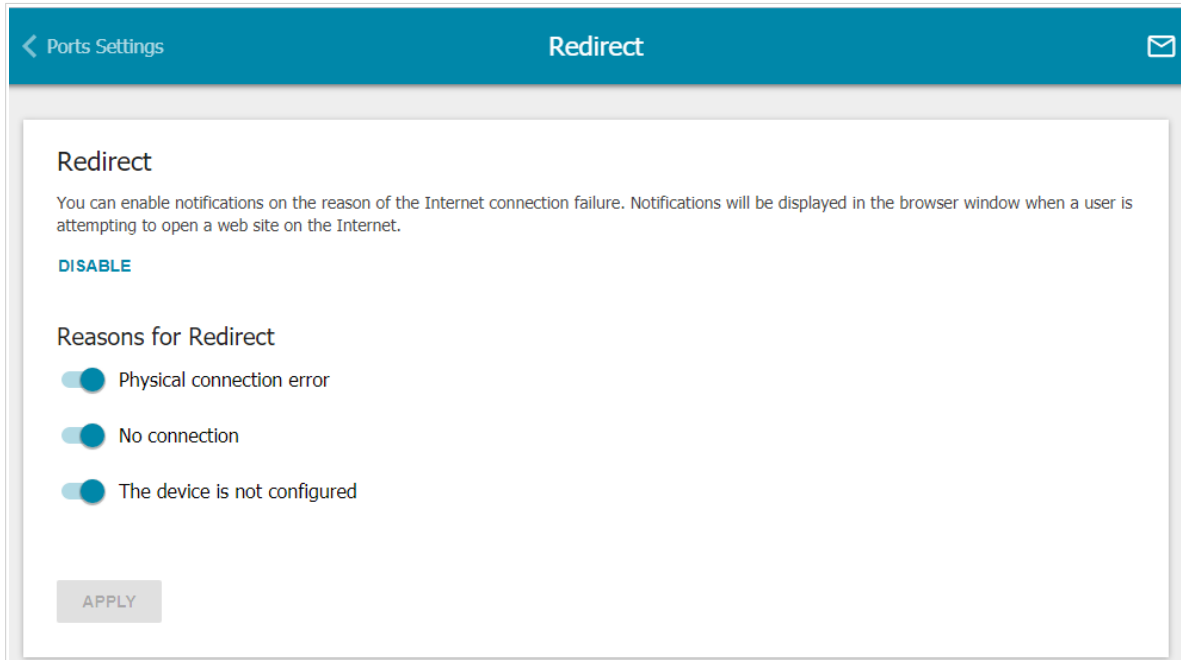 Ports Settings
Redirect
Redirect
You can enable notifications on the reason of the Internet connection failure. Notifications will be displayed in the browser window when a user is
attempting to open a web site on the Internet.
DISABLE
Reasons for Redirect
Physical connection error
No connection
The device is not configured
APPLY